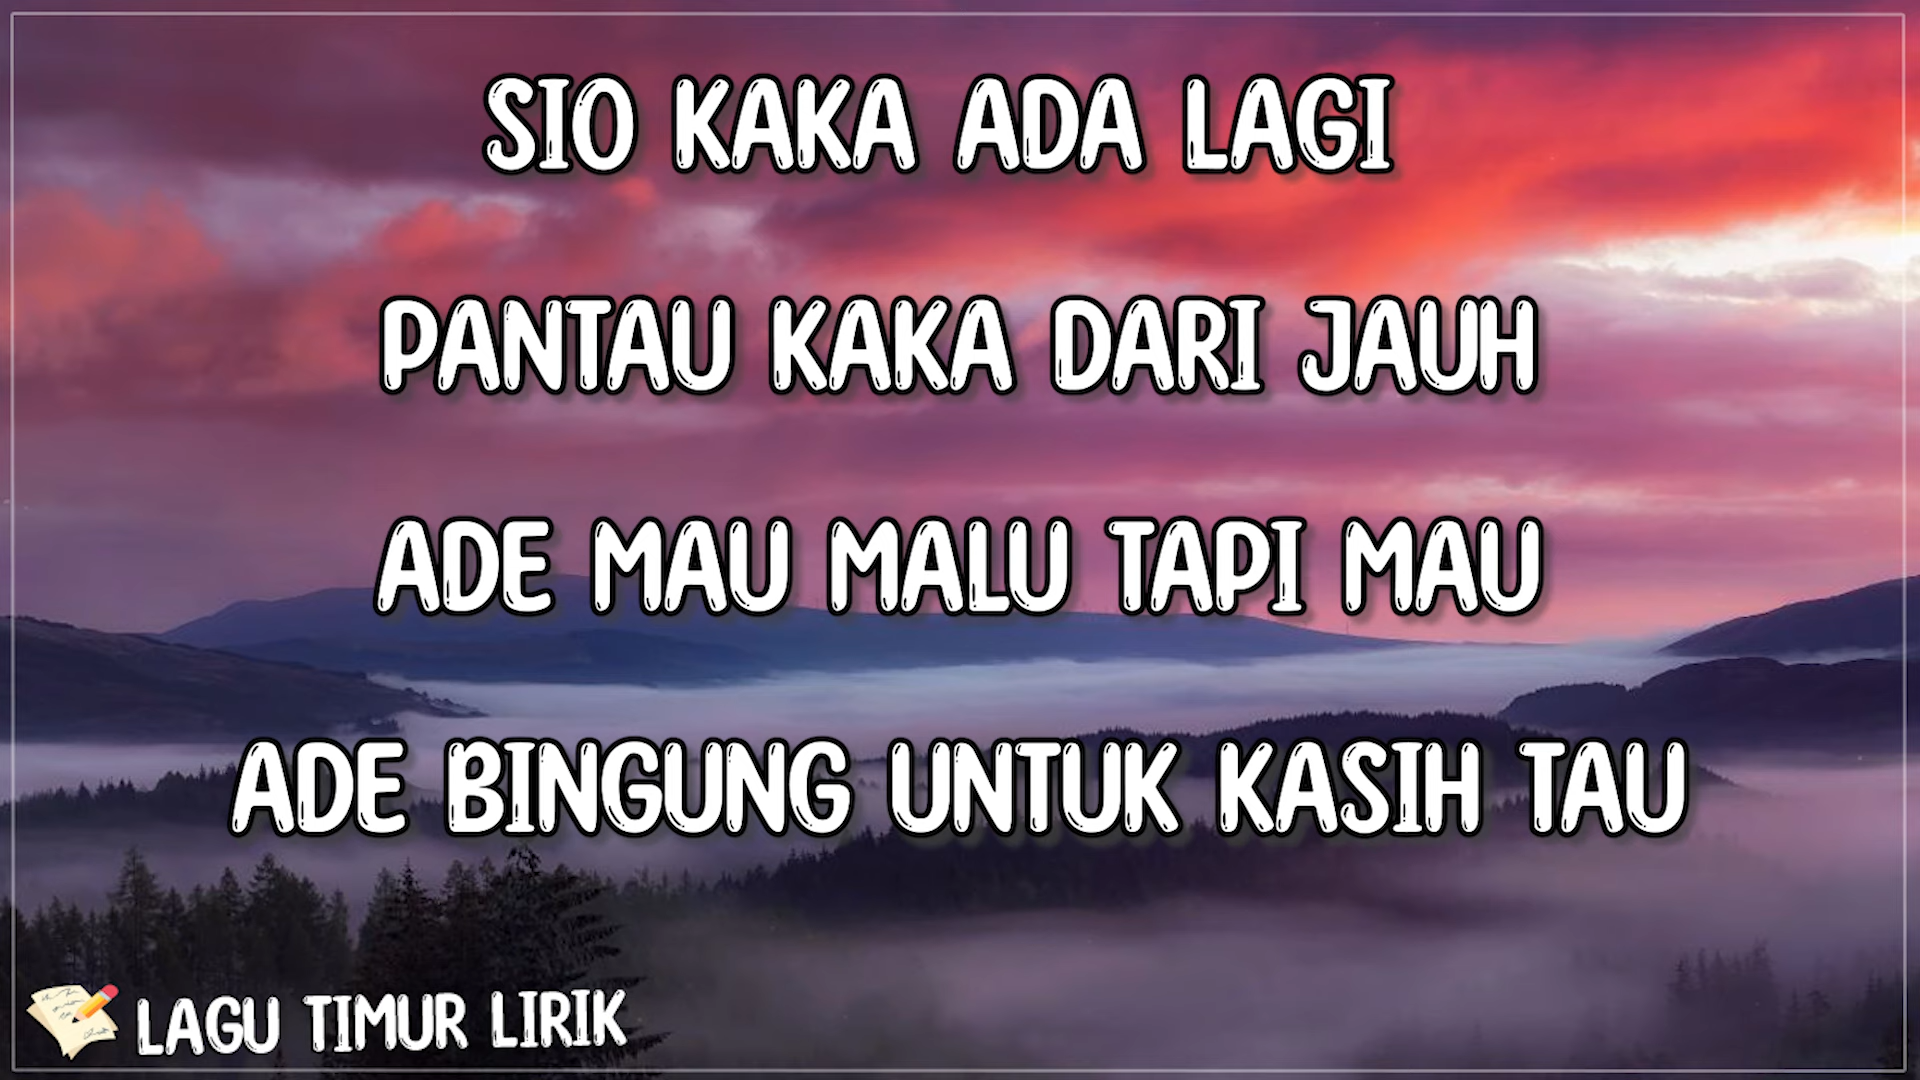 SIO KAKA ADA LAGI
PANTAU KAKA DARI JAUH
ADE MAU MALU TAPI MAU
ADE BINGUNG UNTUK KASIH TAU
LAGU TIMUR LIRIK